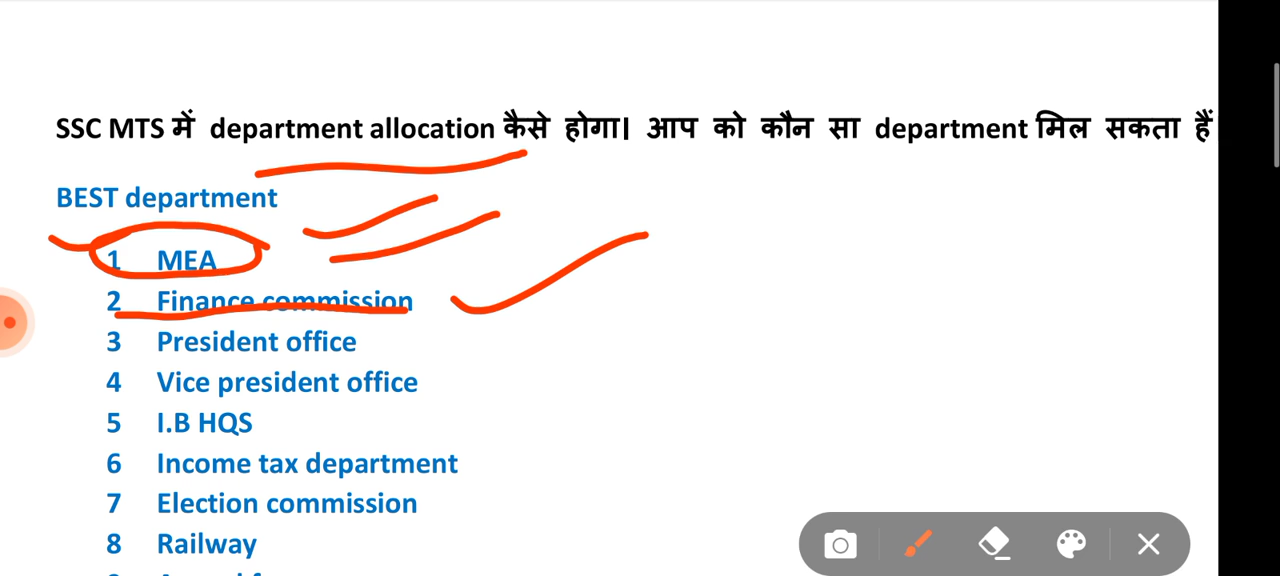 SSC MTS में department allocation कैसे होगा। आप को कौन सा department मिल सकता हैं
BEST department
1 MEA
2 Finance commission
3 President office
4 Vice president office
5 I.B HQS
6 Income tax department
7 Election commission
8 Railway